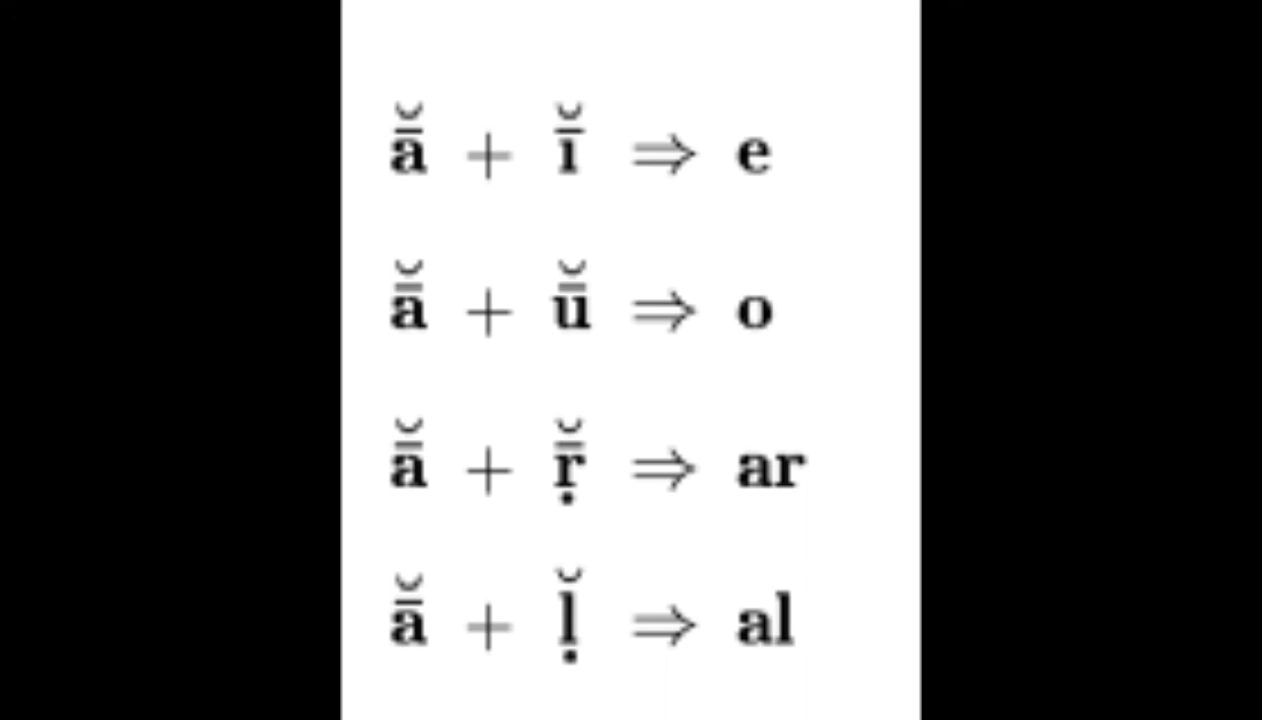 ā̆ + ī̆ ⇒ e
ā̆ + ū̆ ⇒ o
ā̆ + ṝ̆ ⇒ ar
ā̆ + ḷ̆ ⇒ al